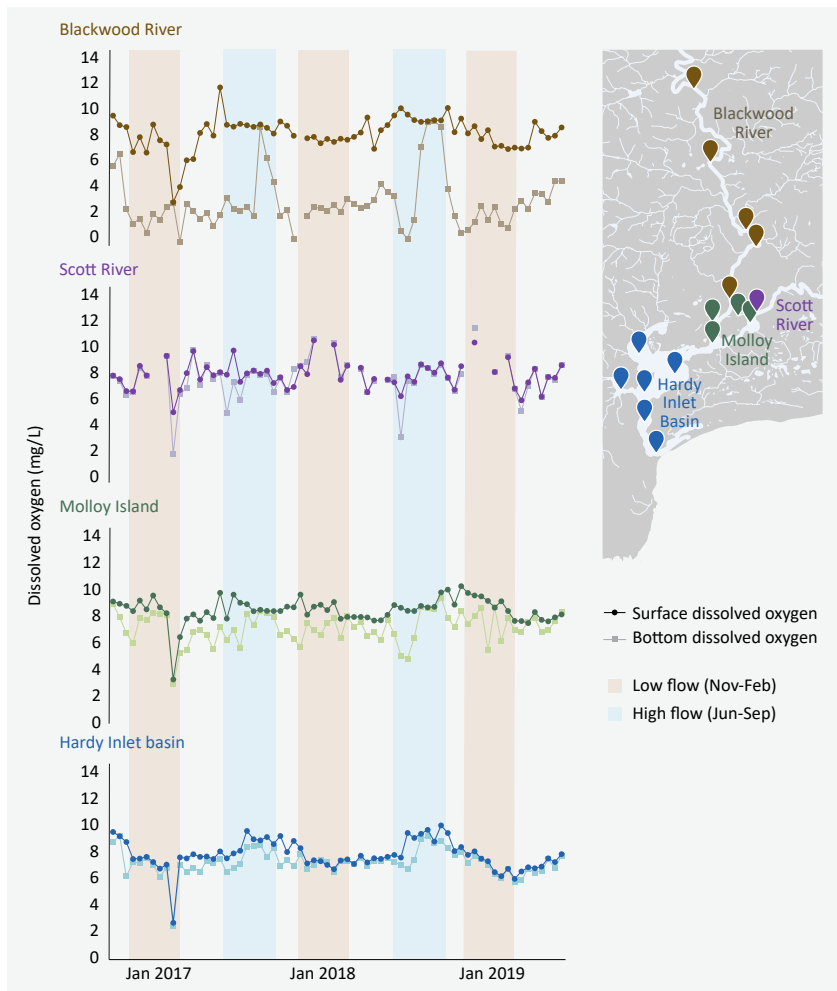 Blackwood River
14
12
10
8
6
4
2
0
Scott River
14
12
10
8
6
4
2
0
Molloy Island
14
12
10
8
6
4
2
0
Hardy Inlet basin
14
12
10
8
6
4
2
0
Dissolved oxygen (mg/L)
Jan 2017
Jan 2018
Jan 2019
Blackwood
River
Scott
River
Molloy
Island
Hardy
Inlet
Basin
Surface dissolved oxygen
Bottom dissolved oxygen
Low flow (Nov-Feb)
High flow (Jun-Sep)